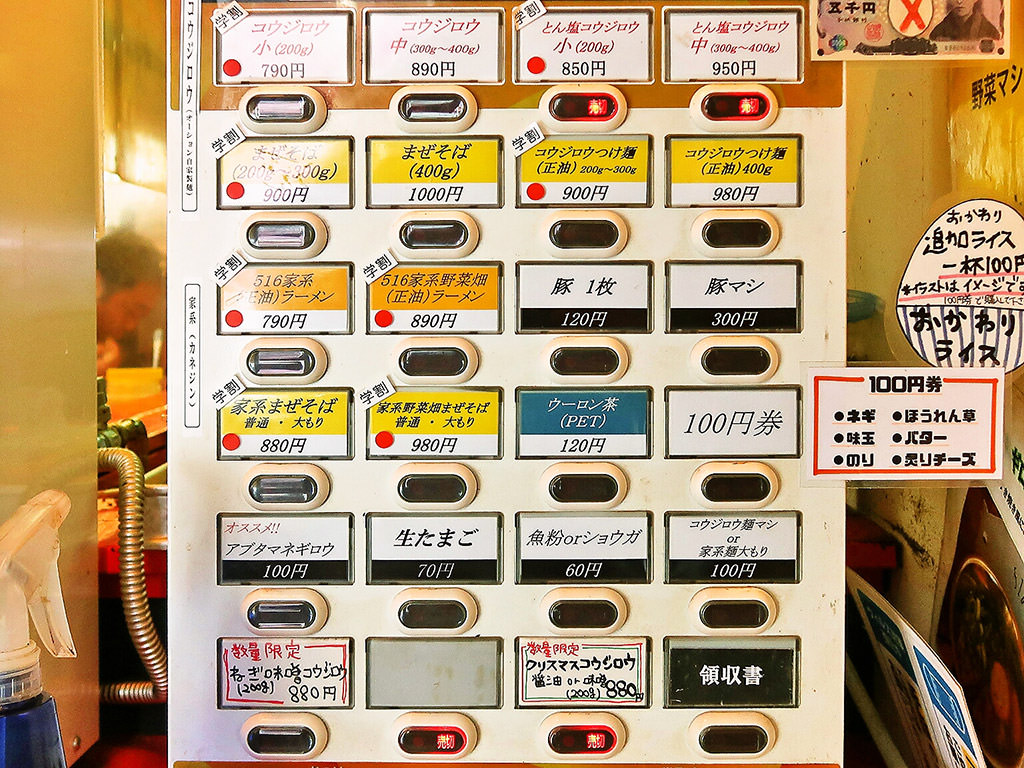 コウジロウ(オーション自家製麺)
学割
コウジロウ
小(200g)
790円
コウジロウ
中(300g~400g)
890円
学割
とん塩コウジロウ
小(200g)
850円
とん塩コウジロウ
中(300g~400g)
950円
売切
売切
学割
まぜそば
(200g~300g)
900円
まぜそば
(400g)
1000円
学割
コウジロウつけ麺
(正油)200g~300g
900円
コウジロウつけ麺
(正油)400g
980円
家系(カネジン)
学割
516家系
(正油)ラーメン
790円
学割
516家系野菜畑
(正油)ラーメン
890円
豚 1枚
120円
豚マシ
300円
学割
家系まぜそば
普通・大もり
880円
学割
家系野菜畑まぜそば
普通・大もり
980円
ウーロン茶
(PET)
120円
100円券
オススメ!!
アブタマネギロウ
100円
生たまご
70円
魚粉orショウガ
60円
コウジロウ麺マシ
or
家系麺大もり
100円
数量限定
ねぎ味噌コウジロウ
(200g) 880円
数量限定
クリスマスコウジロウ
醤油or味噌
(200g) 880円
領収書
売切
売切
五千円
野菜マシ
おかわり
追加ライス
一杯100円
*イラストはイメージで
おかわり
ライス
100円券
●ネギ ●ほうれん草
●味玉 ●バター
●のり ●炙りチーズ